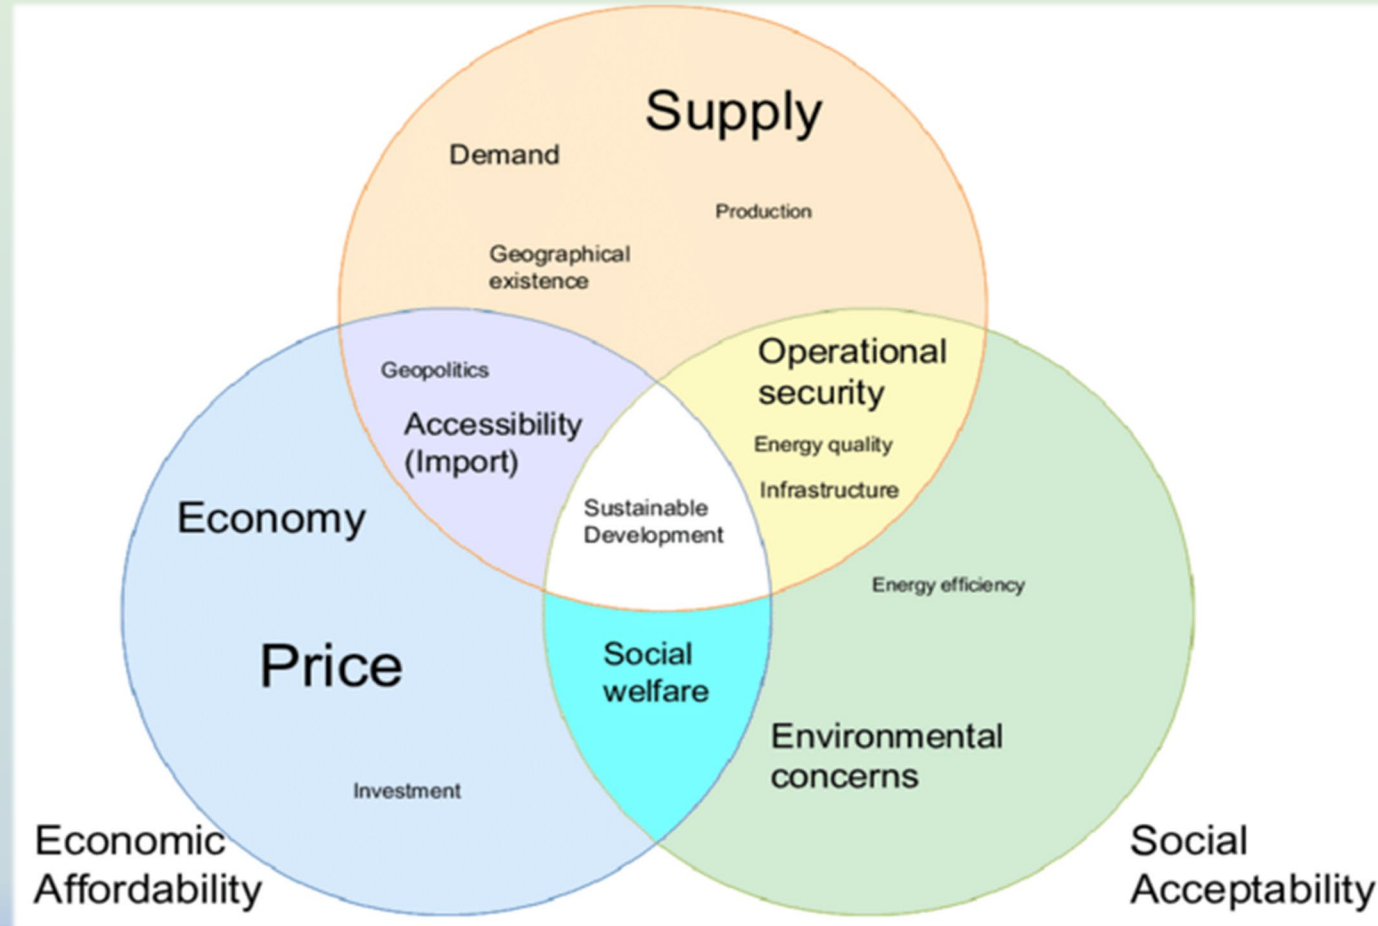 Supply
Demand
Production
Geographical
existence
Geopolitics
Accessibility
(Import)
Operational
security
Energy quality
Infrastructure
Sustainable
Development
Economy
Price
Investment
Social
welfare
Energy efficiency
Environmental
concerns
Economic
Affordability
Social
Acceptability